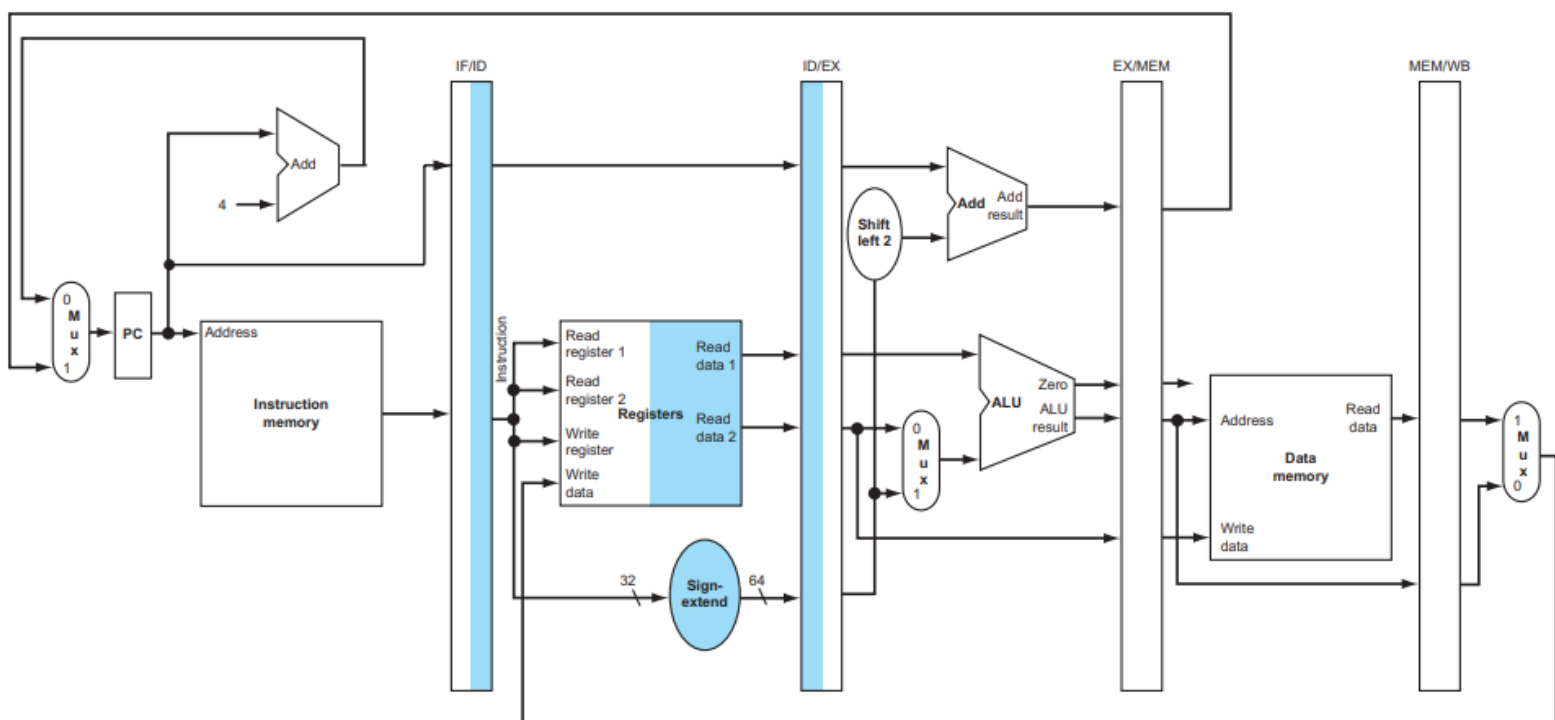 IF/ID
ID/EX
EX/MEM
MEM/WB
Add
4
Add
Add
result
Shift
left 2
0
M
u
x
1
PC
Address
Instruction
memory
Instruction
Read
register 1
Read
register 2
Registers
Write
register
Write
data
Read
data 1
Read
data 2
0
M
u
x
1
Zero
ALU
ALU
result
Address
Read
data
Data
memory
Write
data
1
M
u
x
0
32
Sign-
extend
64